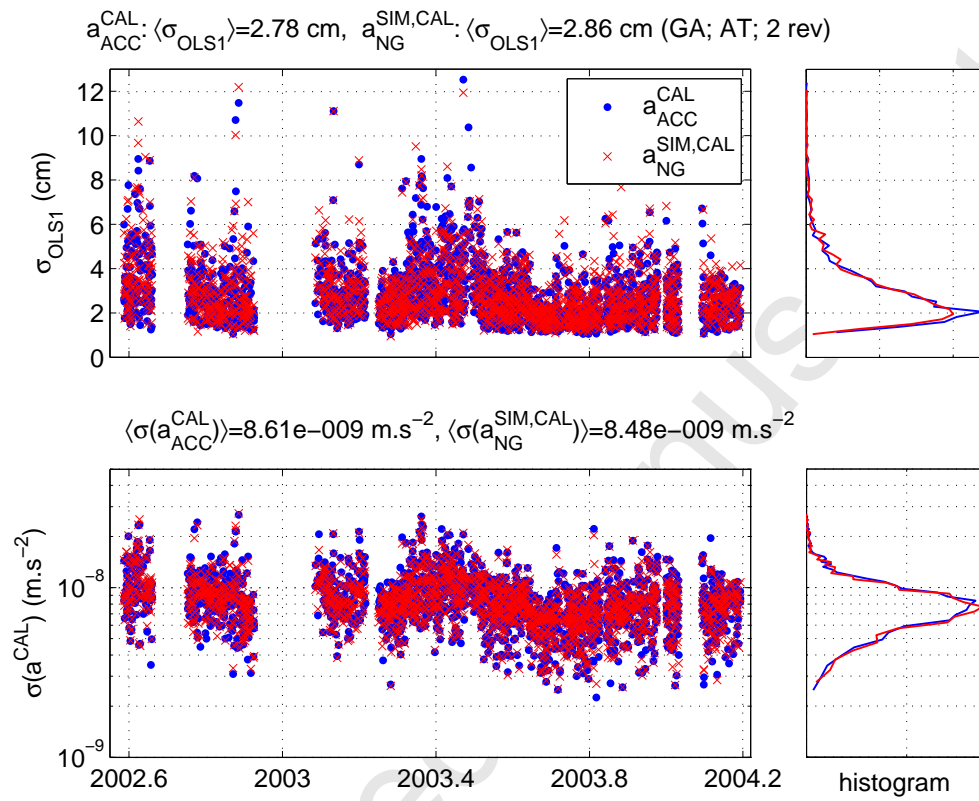 a_ACC^CAL: ⟨σ_OLS1⟩=2.78 cm, a_NG^SIM,CAL: ⟨σ_OLS1⟩=2.86 cm (GA; AT; 2 rev)
12
10
8
6
4
2
0
σ_OLS1 (cm)
a_ACC^CAL
a_NG^SIM,CAL
⟨σ(a_ACC^CAL)⟩=8.61e−009 m.s^−2, ⟨σ(a_NG^SIM,CAL)⟩=8.48e−009 m.s^−2
10^−8
10^−9
σ(a^CAL) (m.s^−2)
2002.6 2003 2003.4 2003.8 2004.2
histogram